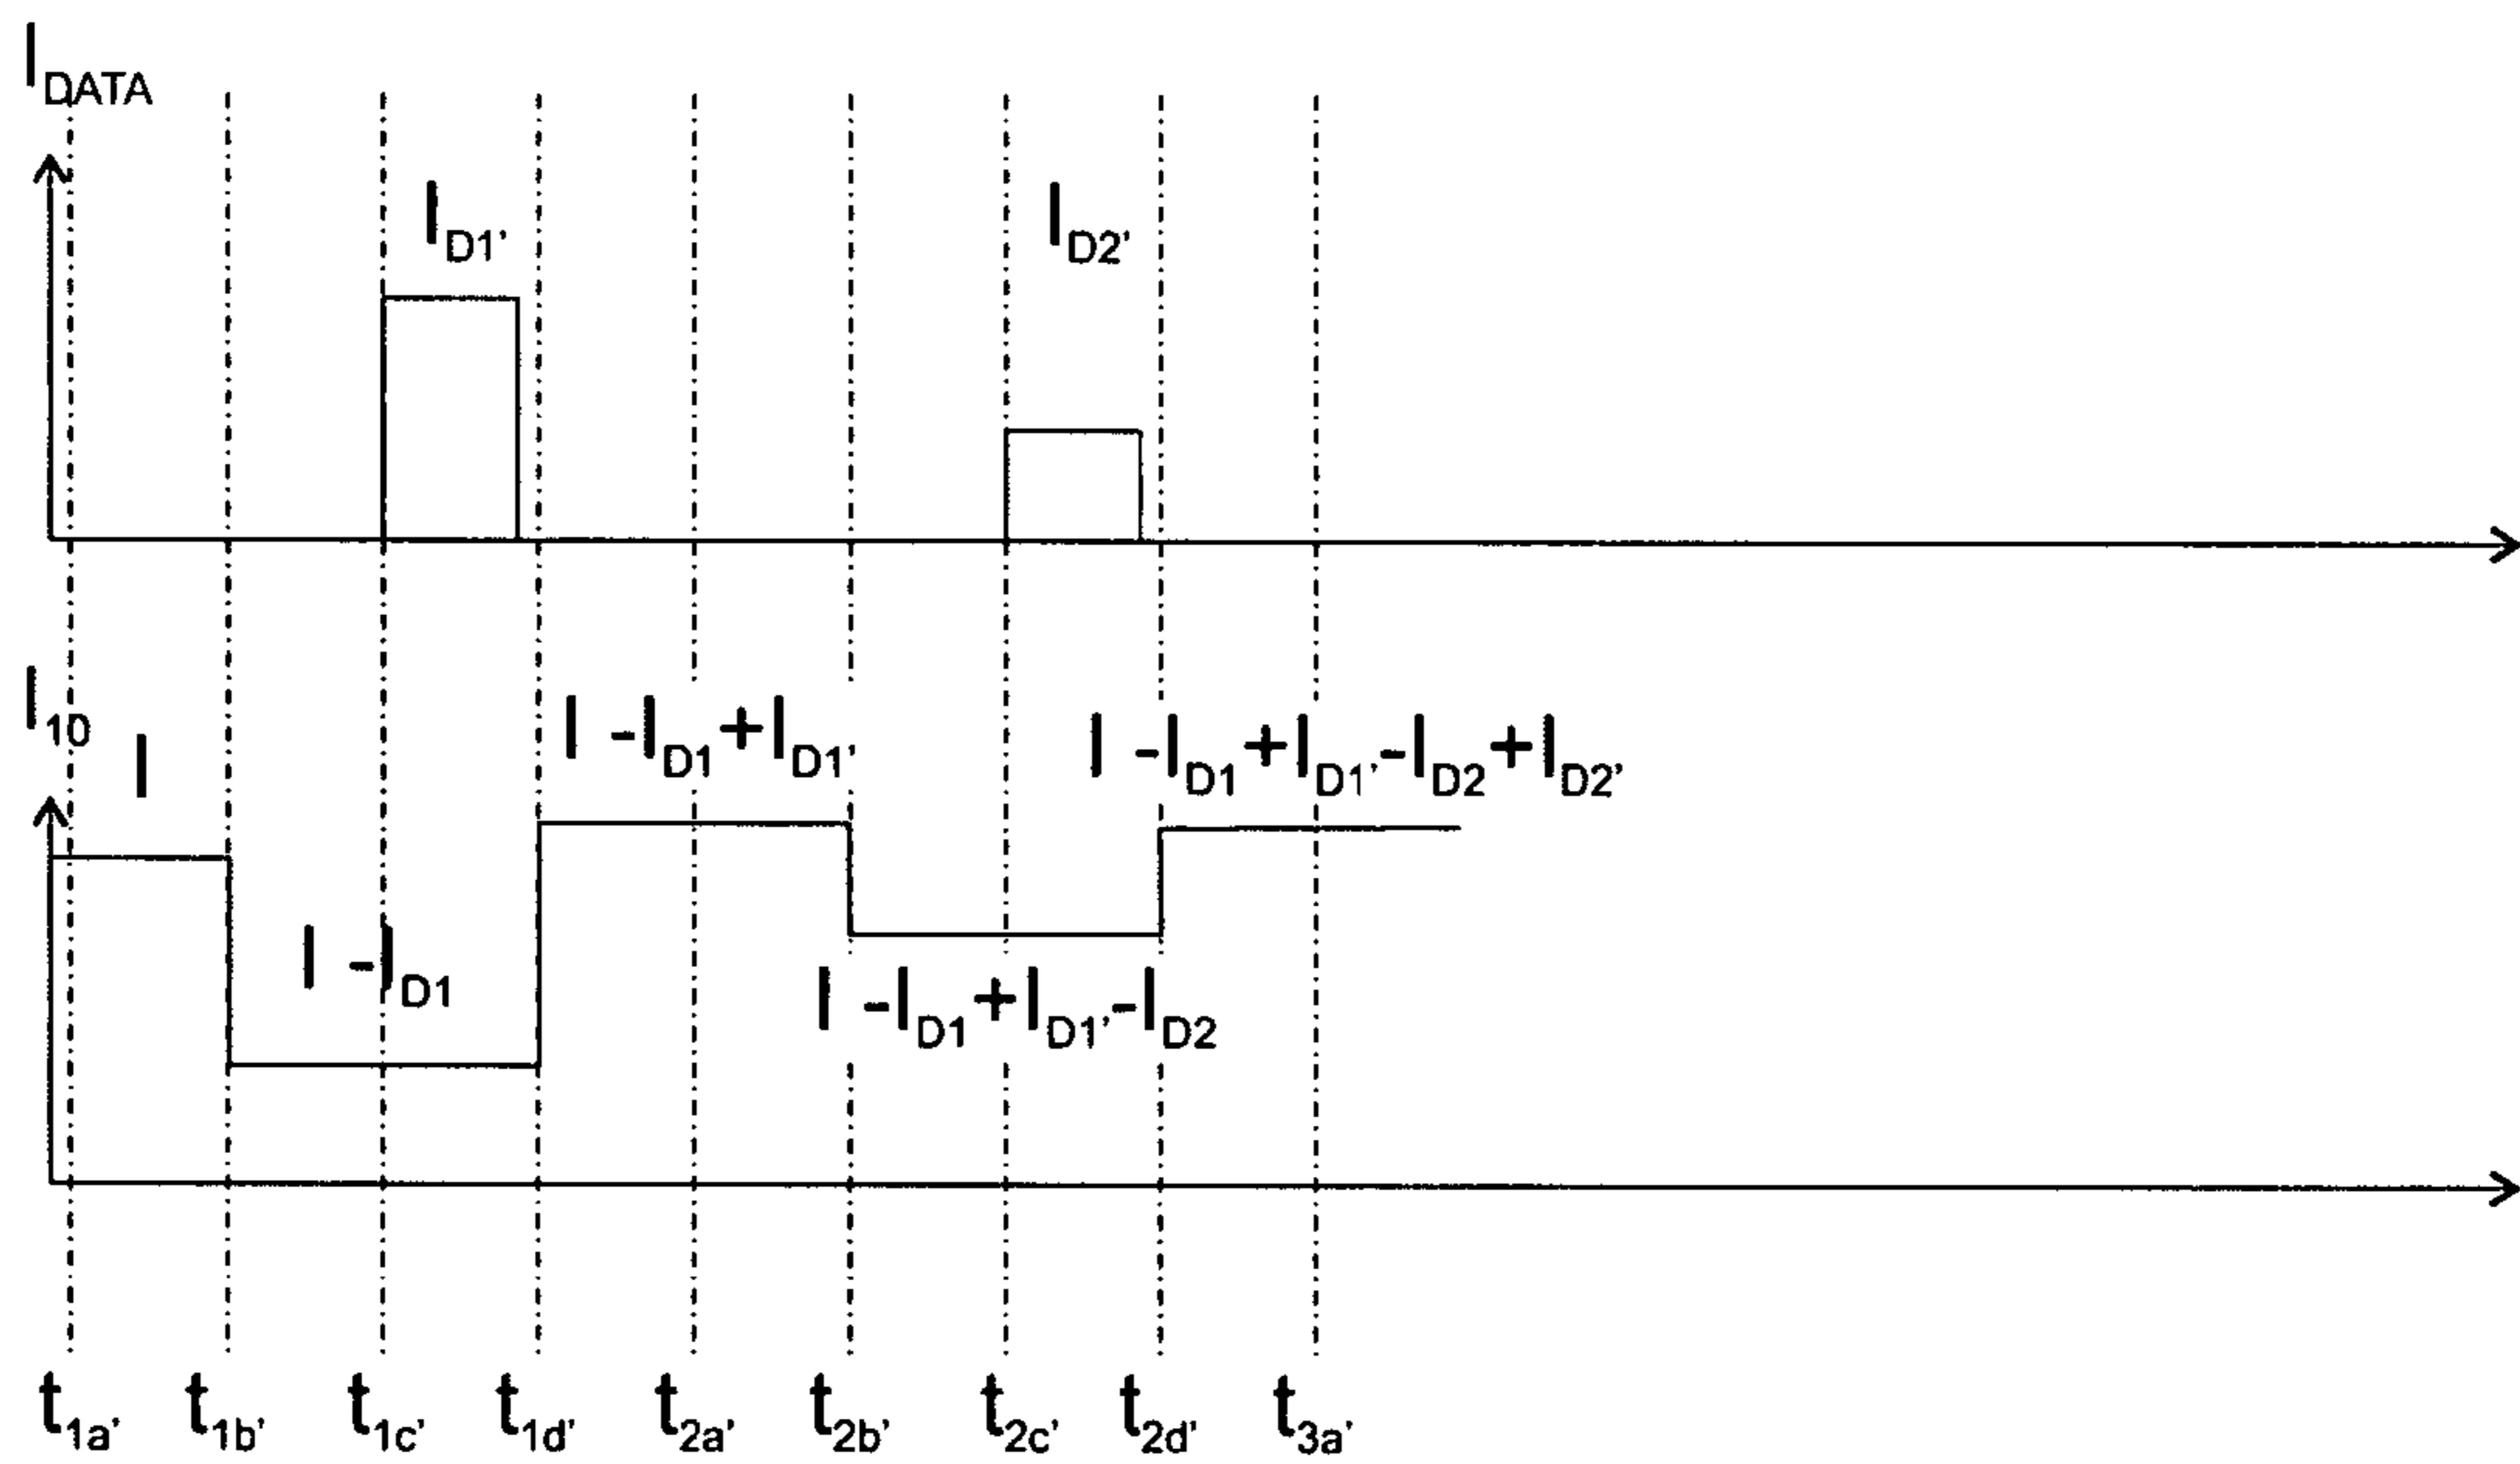 I_DATA
I_D1'
I_D2'
I_10
I
I -I_D1+I_D1'
I -I_D1+I_D1'-I_D2+I_D2'
I -I_D1
I -I_D1+I_D1'-I_D2
t_1a' t_1b' t_1c' t_1d' t_2a' t_2b' t_2c' t_2d' t_3a'